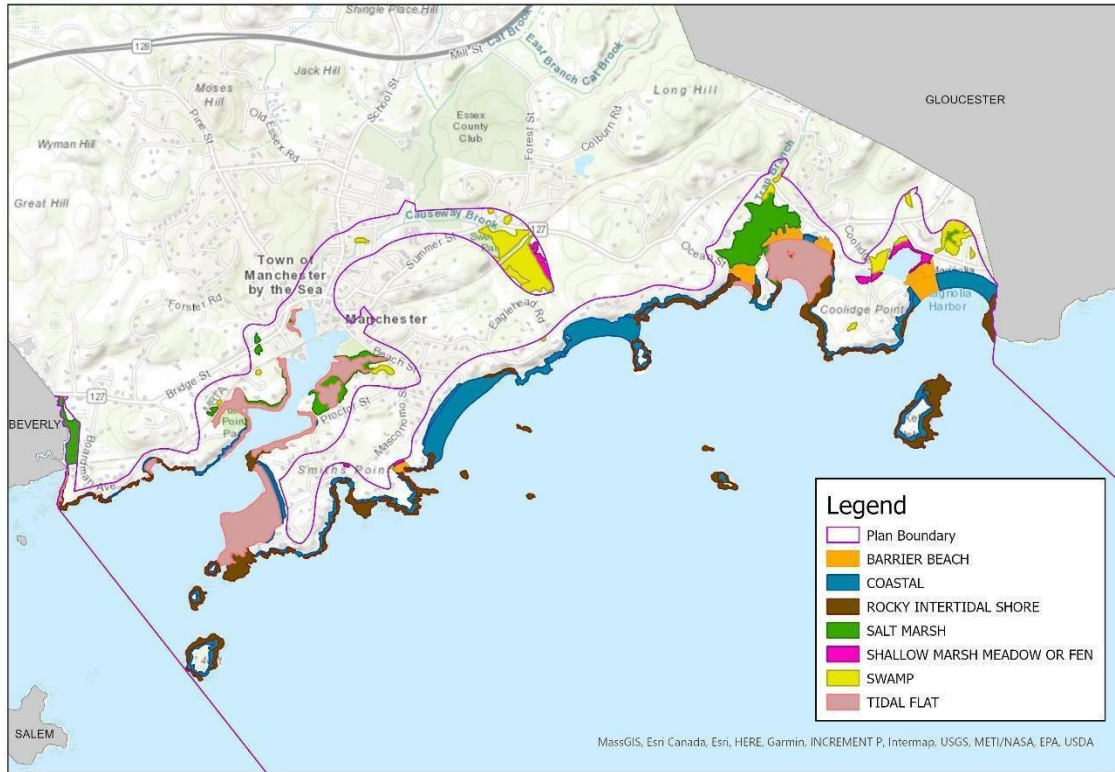 Shingle Place Hill
128
Mill St
Cat Brook
East Branch Cat Brook
Jack Hill
School St
Moses
Hill
Pine St
Old Essex Rd
Long Hill
GLOUCESTER
Essex
County
Club
Forest St
Colburn Rd
Wyman Hill
Great Hill
Trap Branch
Causeway Brook
127
Summer St
Ocean St
Town of
Manchester
by the Sea
Forster Rd
Eaglehead Rd
Manchester
Coolidge Point
Harbor
Beach St
Bridge St
MBTA
Proctor St
Masconomo St
127
BEVERLY
Boardman Ave
Smiths Point
SALEM
Legend
Plan Boundary
BARRIER BEACH
COASTAL
ROCKY INTERTIDAL SHORE
SALT MARSH
SHALLOW MARSH MEADOW OR FEN
SWAMP
TIDAL FLAT
MassGIS, Esri Canada, Esri, HERE, Garmin, INCREMENT P, Intermap, USGS, METI/NASA, EPA, USDA